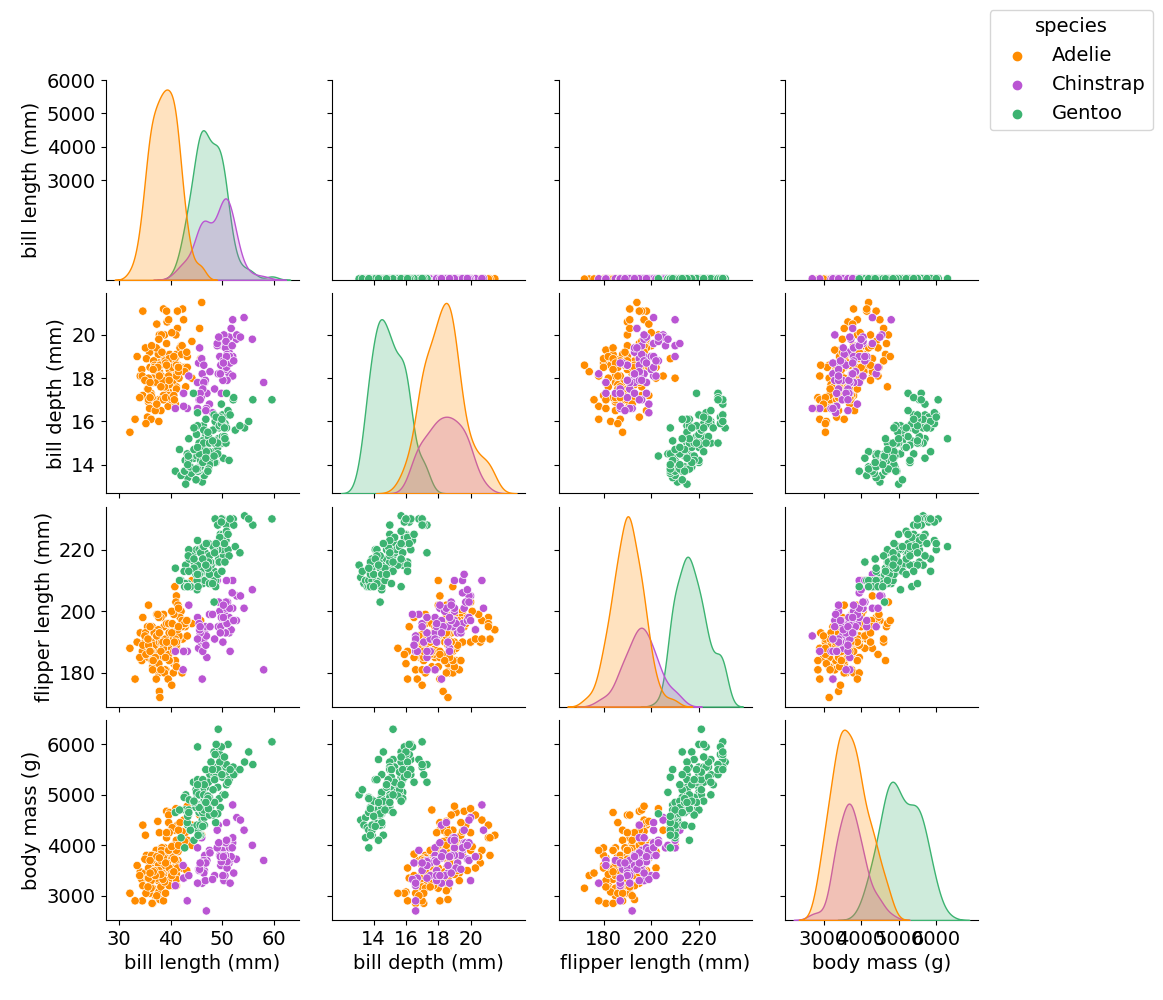 species
Adelie
Chinstrap
Gentoo
6000
5000
4000
3000
bill length (mm)
20
18
16
14
bill depth (mm)
220
200
180
flipper length (mm)
6000
5000
4000
3000
body mass (g)
30 40 50 60
14 16 18 20
180 200 220
3000 4000 5000 6000
bill length (mm)
bill depth (mm)
flipper length (mm)
body mass (g)